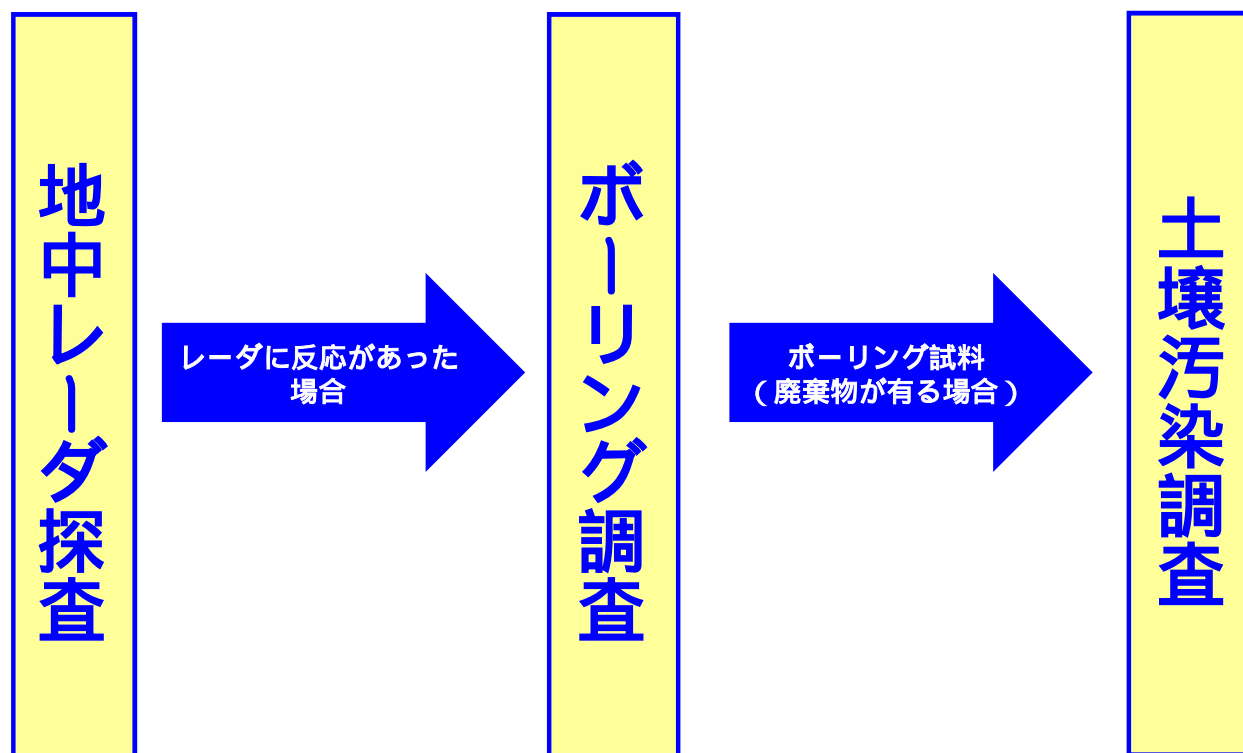 地中レーダ探査
レーダに反応があった
場合
ボーリング調査
ボーリング試料
（廃棄物が有る場合）
土壌汚染調査